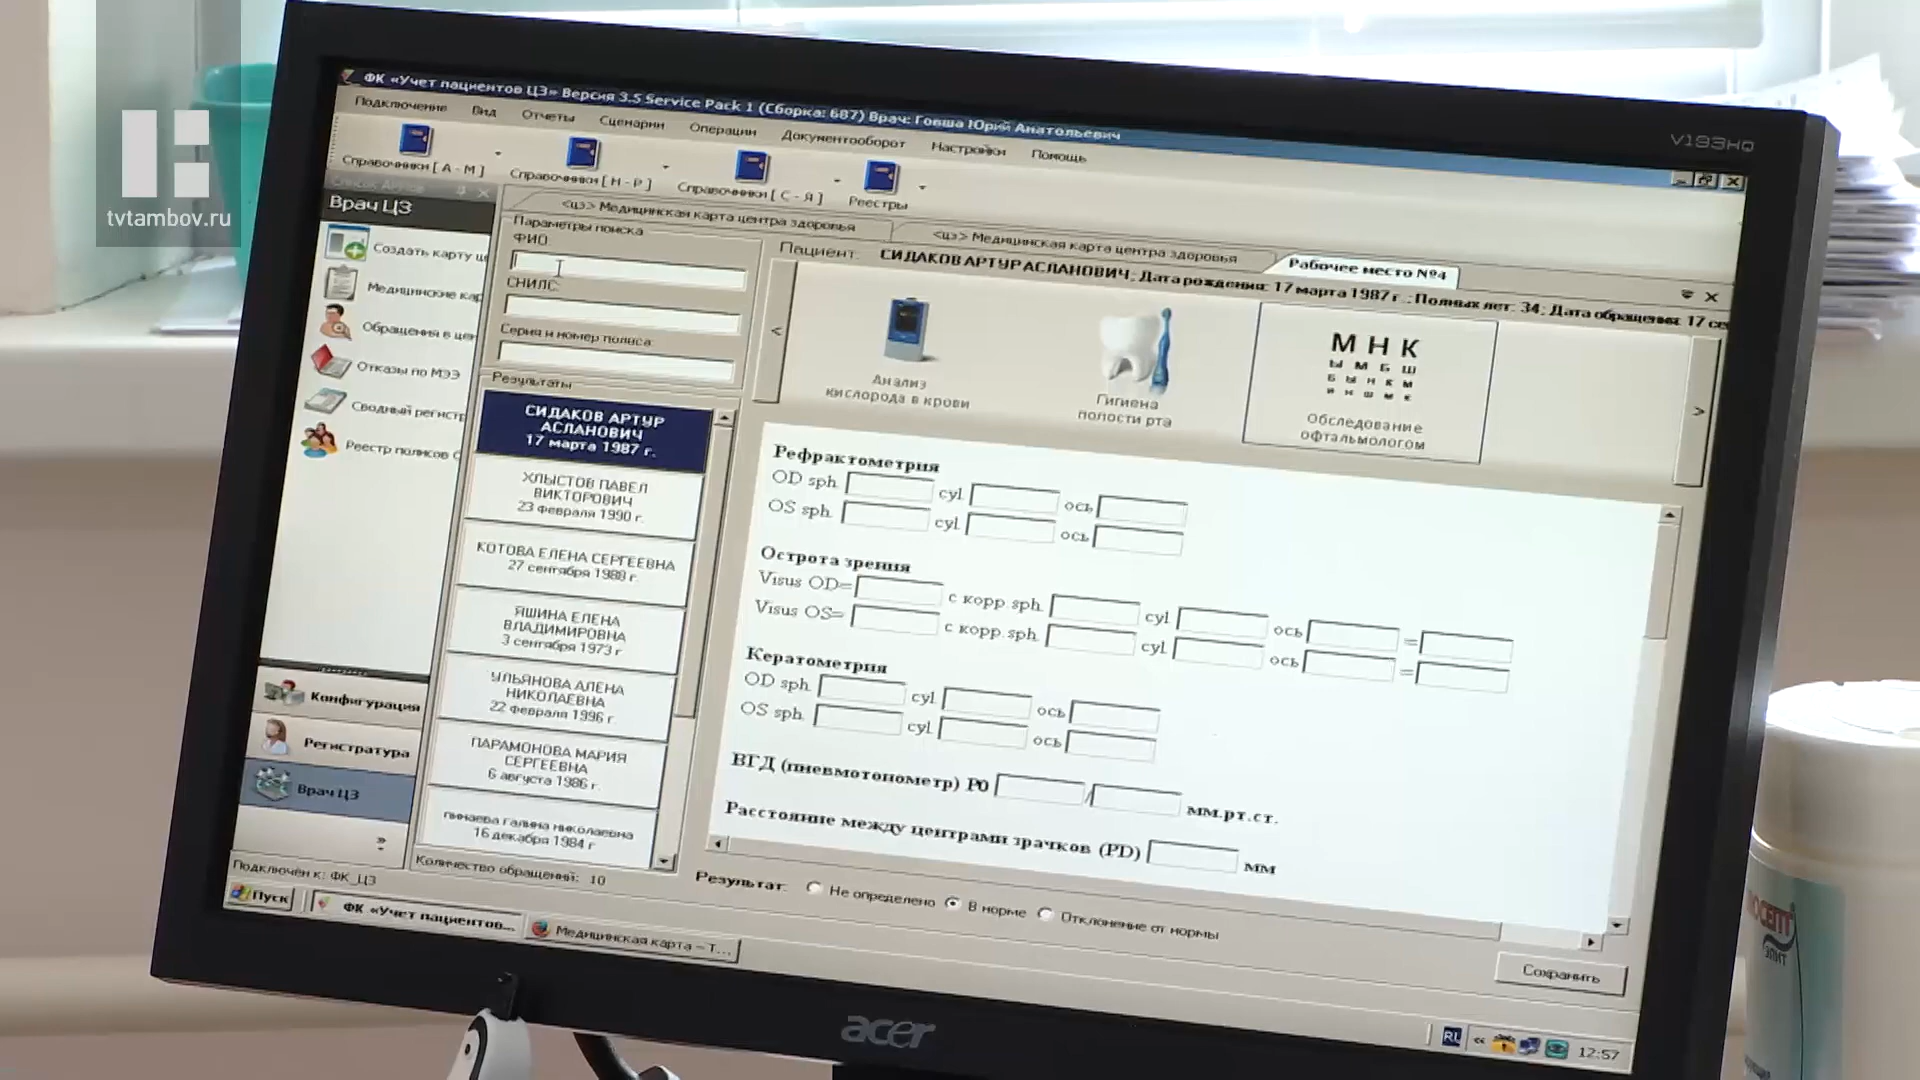 tvtambov.ru
V193HQ
ФК «Учет пациентов ЦЗ» Версия 3.5 Service Pack 1 (Сборка: 687) Врач: Говша Юрий Анатольевич
Подключение Вид Отчеты Сценарии Операции Документооборот Настройки Помощь
Справочники [ А - М ] Справочники [ Н - Р ] Справочники [ С - Я ] Реестры
Врач ЦЗ
Создать карту це
Медицинские кар
Обращения в цен
Отказы по МЭЭ
Сводный регистр
Реестр полисов О
Конфигурация
Регистратура
Врач ЦЗ
<цз> Медицинская карта центра здоровья
<цз> Медицинская карта центра здоровья
Рабочее место №4
Параметры поиска
ФИО:
СНИЛС:
Серия и номер полиса:
Результаты
СИДАКОВ АРТУР
АСЛАНОВИЧ
17 марта 1987 г.
ХЛЫСТОВ ПАВЕЛ
ВИКТОРОВИЧ
23 февраля 1990 г.
КОТОВА ЕЛЕНА СЕРГЕЕВНА
27 сентября 1988 г.
ЯШИНА ЕЛЕНА
ВЛАДИМИРОВНА
3 сентября 1973 г
УЛЬЯНОВА АЛЕНА
НИКОЛАЕВНА
22 февраля 1996 г.
ПАРАМОНОВА МАРИЯ
СЕРГЕЕВНА
6 августа 1986 г.
пинаева галина николаевна
16 декабря 1984 г
Количество обращений: 10
Пациент: СИДАКОВ АРТУР АСЛАНОВИЧ; Дата рождения: 17 марта 1987 г. ; Полных лет: 34; Дата обращения: 17 сен
Анализ
кислорода в крови
Гигиена
полости рта
М Н К
Ы М Б Ш
Б Ы Н К М
И Н Ш М К
Обследование
офтальмологом
Рефрактометрия
OD sph. cyl. ось
OS sph. cyl. ось
Острота зрения
Visus OD= с корр. sph. cyl. ось =
Visus OS= с корр. sph. cyl. ось =
Кератометрия
OD sph. cyl. ось
OS sph. cyl. ось
ВГД (пневмотонометр) P0 / мм.рт.ст.
Расстояние между центрами зрачков (PD) мм
Результат: Не определено В норме Отклонение от нормы
Сохранить
Подключен к: ФК_ЦЗ
Пуск
ФК «Учет пациентов...
Медицинская карта – Т...
RU « 12:57
acer